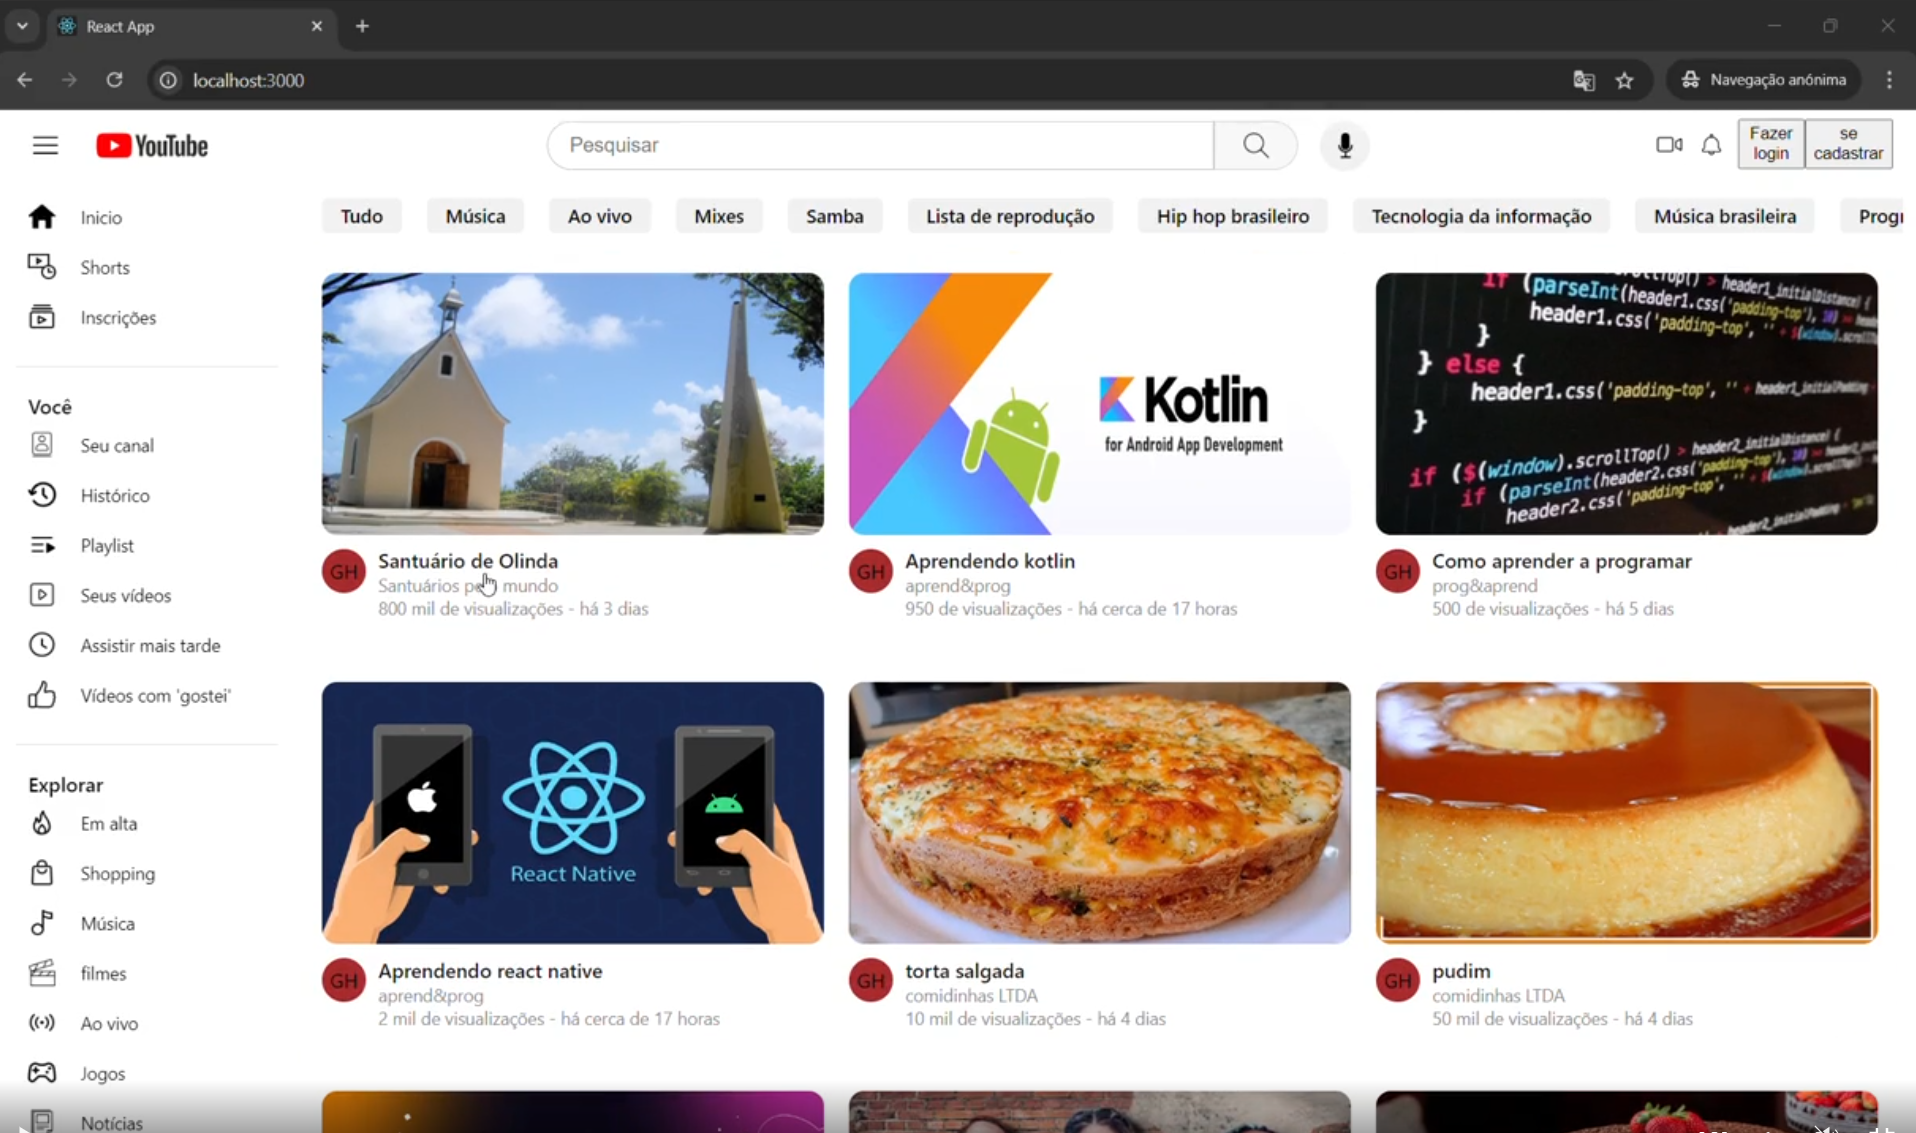 React App
localhost:3000
Navegação anónima
YouTube
Pesquisar
Fazer
login
se
cadastrar
Inicio
Shorts
Inscrições
Você
Seu canal
Histórico
Playlist
Seus vídeos
Assistir mais tarde
Vídeos com 'gostei'
Explorar
Em alta
Shopping
Música
filmes
Ao vivo
Jogos
Notícias
Tudo
Música
Ao vivo
Mixes
Samba
Lista de reprodução
Hip hop brasileiro
Tecnologia da informação
Música brasileira
Kotlin
for Android App Development
if (parseInt(header1.css('padding-top'), 10)
header1.css('padding-top', '' +
}
} else {
header1.css('padding-top', '' + header1_initialPadding
}
if ($(window).scrollTop() > header2_initialDistance) {
if (parseInt(header2.css('padding-top'), 10)
header2.css('padding-top', ''
GH
Santuário de Olinda
Santuários mundo
800 mil de visualizações - há 3 dias
GH
Aprendendo kotlin
aprend&prog
950 de visualizações - há cerca de 17 horas
GH
Como aprender a programar
prog&aprend
500 de visualizações - há 5 dias
React Native
GH
Aprendendo react native
aprend&prog
2 mil de visualizações - há cerca de 17 horas
GH
torta salgada
comidinhas LTDA
10 mil de visualizações - há 4 dias
GH
pudim
comidinhas LTDA
50 mil de visualizações - há 4 dias